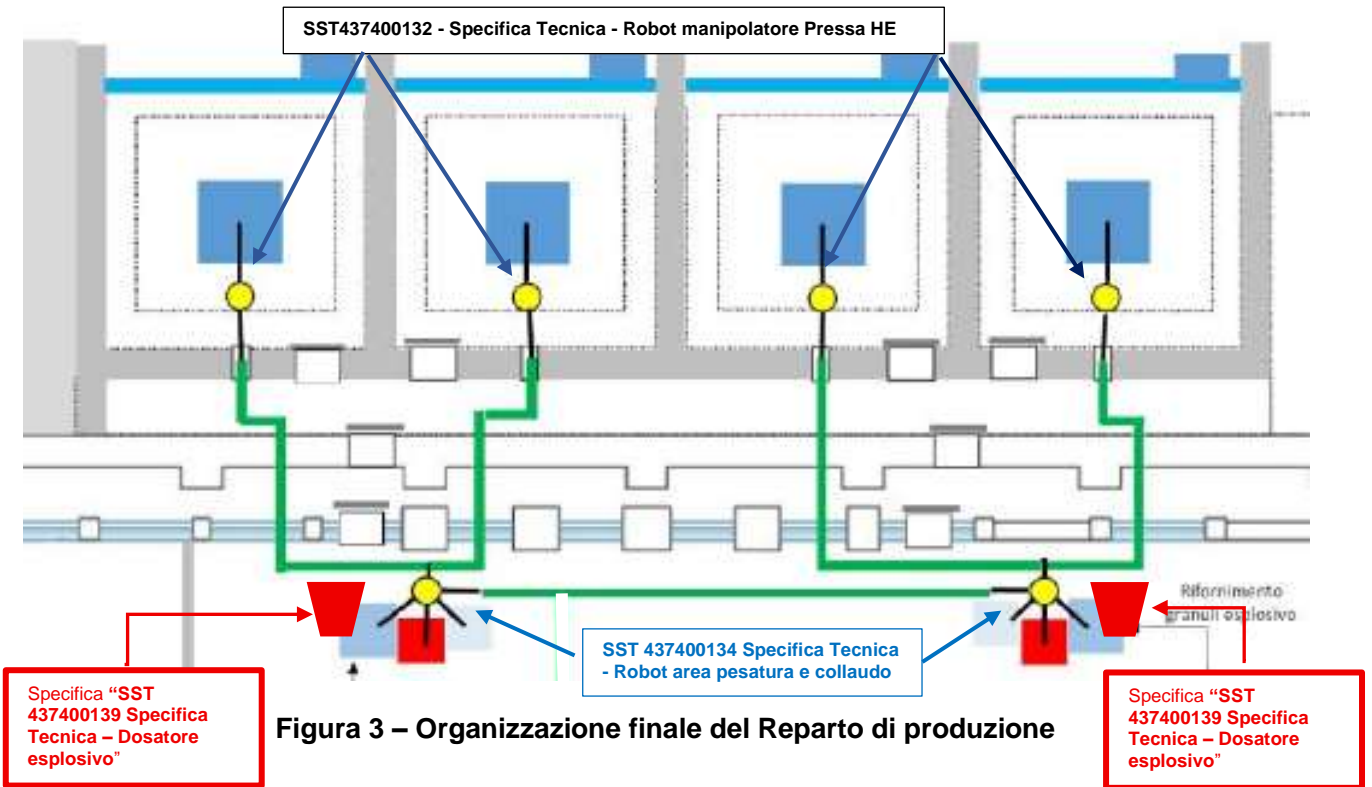 SST437400132 - Specifica Tecnica - Robot manipolatore Pressa HE
Rifornimento
granuli esplosivo
SST 437400134 Specifica Tecnica
- Robot area pesatura e collaudo
Specifica “SST
437400139 Specifica
Tecnica – Dosatore
esplosivo”
Specifica “SST
437400139 Specifica
Tecnica – Dosatore
esplosivo”
Figura 3 – Organizzazione finale del Reparto di produzione